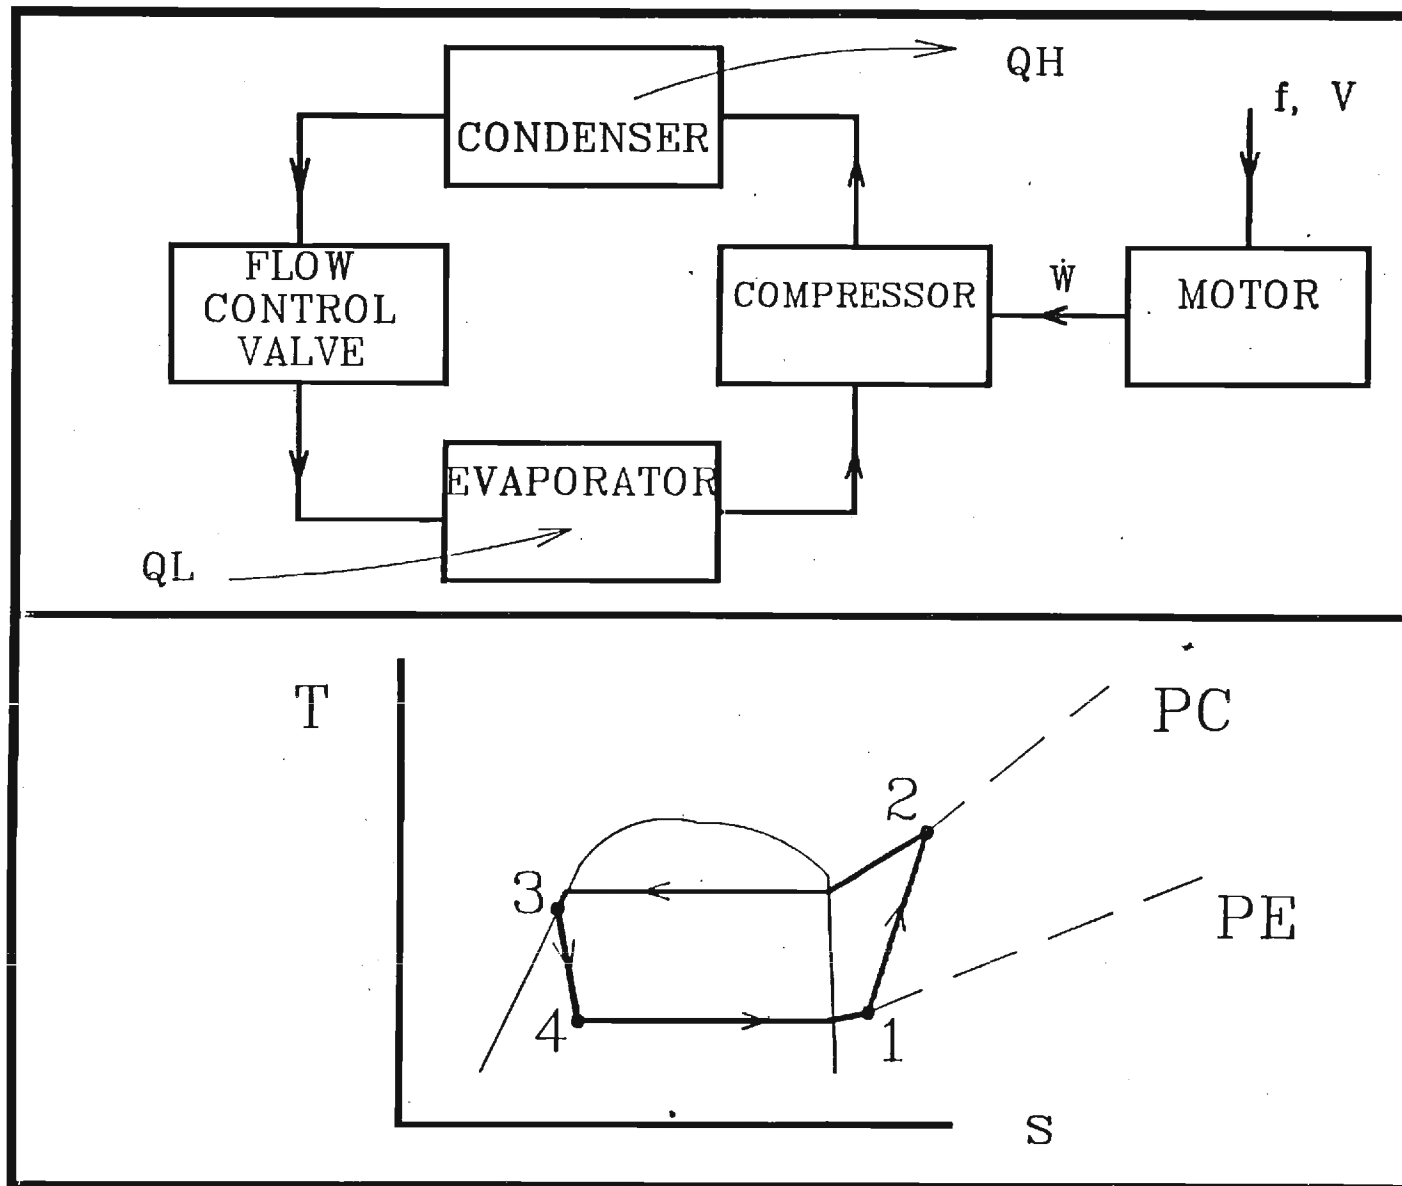 QH
CONDENSER
f, V
FLOW
CONTROL
VALVE
COMPRESSOR
Ẇ
MOTOR
EVAPORATOR
QL
T
PC
2
3
PE
4
1
S